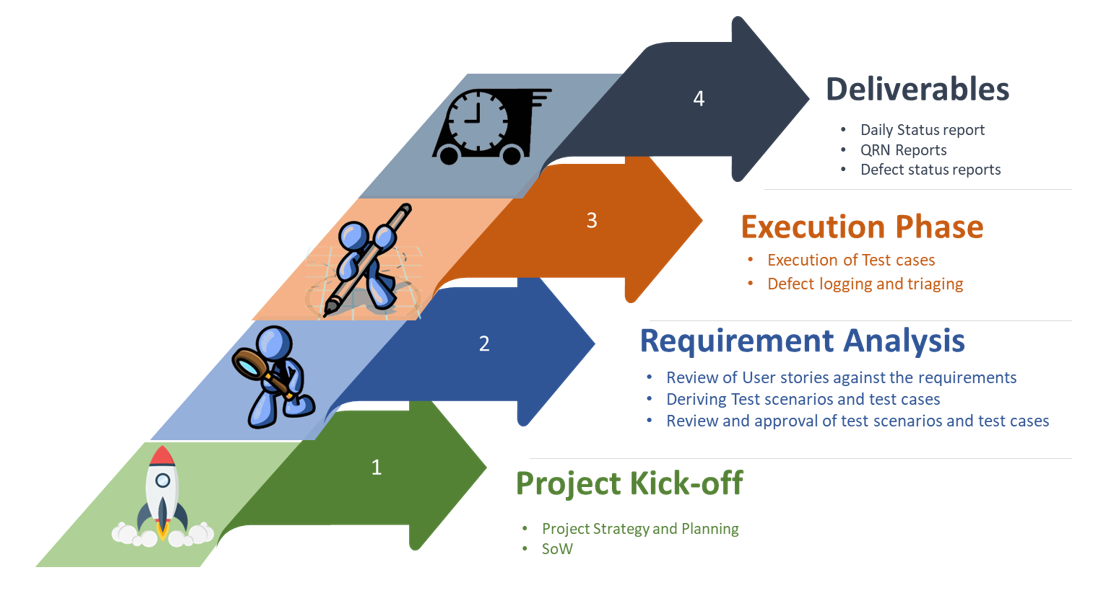 4
Deliverables
• Daily Status report
• QRN Reports
• Defect status reports
3
Execution Phase
• Execution of Test cases
• Defect logging and triaging
2
Requirement Analysis
• Review of User stories against the requirements
• Deriving Test scenarios and test cases
• Review and approval of test scenarios and test cases
1
Project Kick-off
• Project Strategy and Planning
• SoW